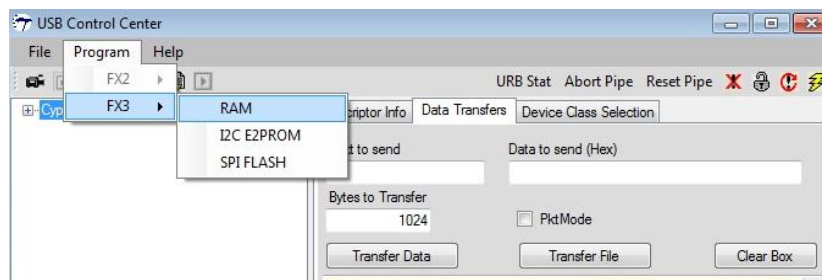 USB Control Center
File Program Help
FX2
URB Stat Abort Pipe Reset Pipe
FX3
RAM
I2C E2PROM
SPI FLASH
Cyp
criptor Info Data Transfers Device Class Selection
t to send Data to send (Hex)
Bytes to Transfer
1024 PktMode
Transfer Data Transfer File Clear Box